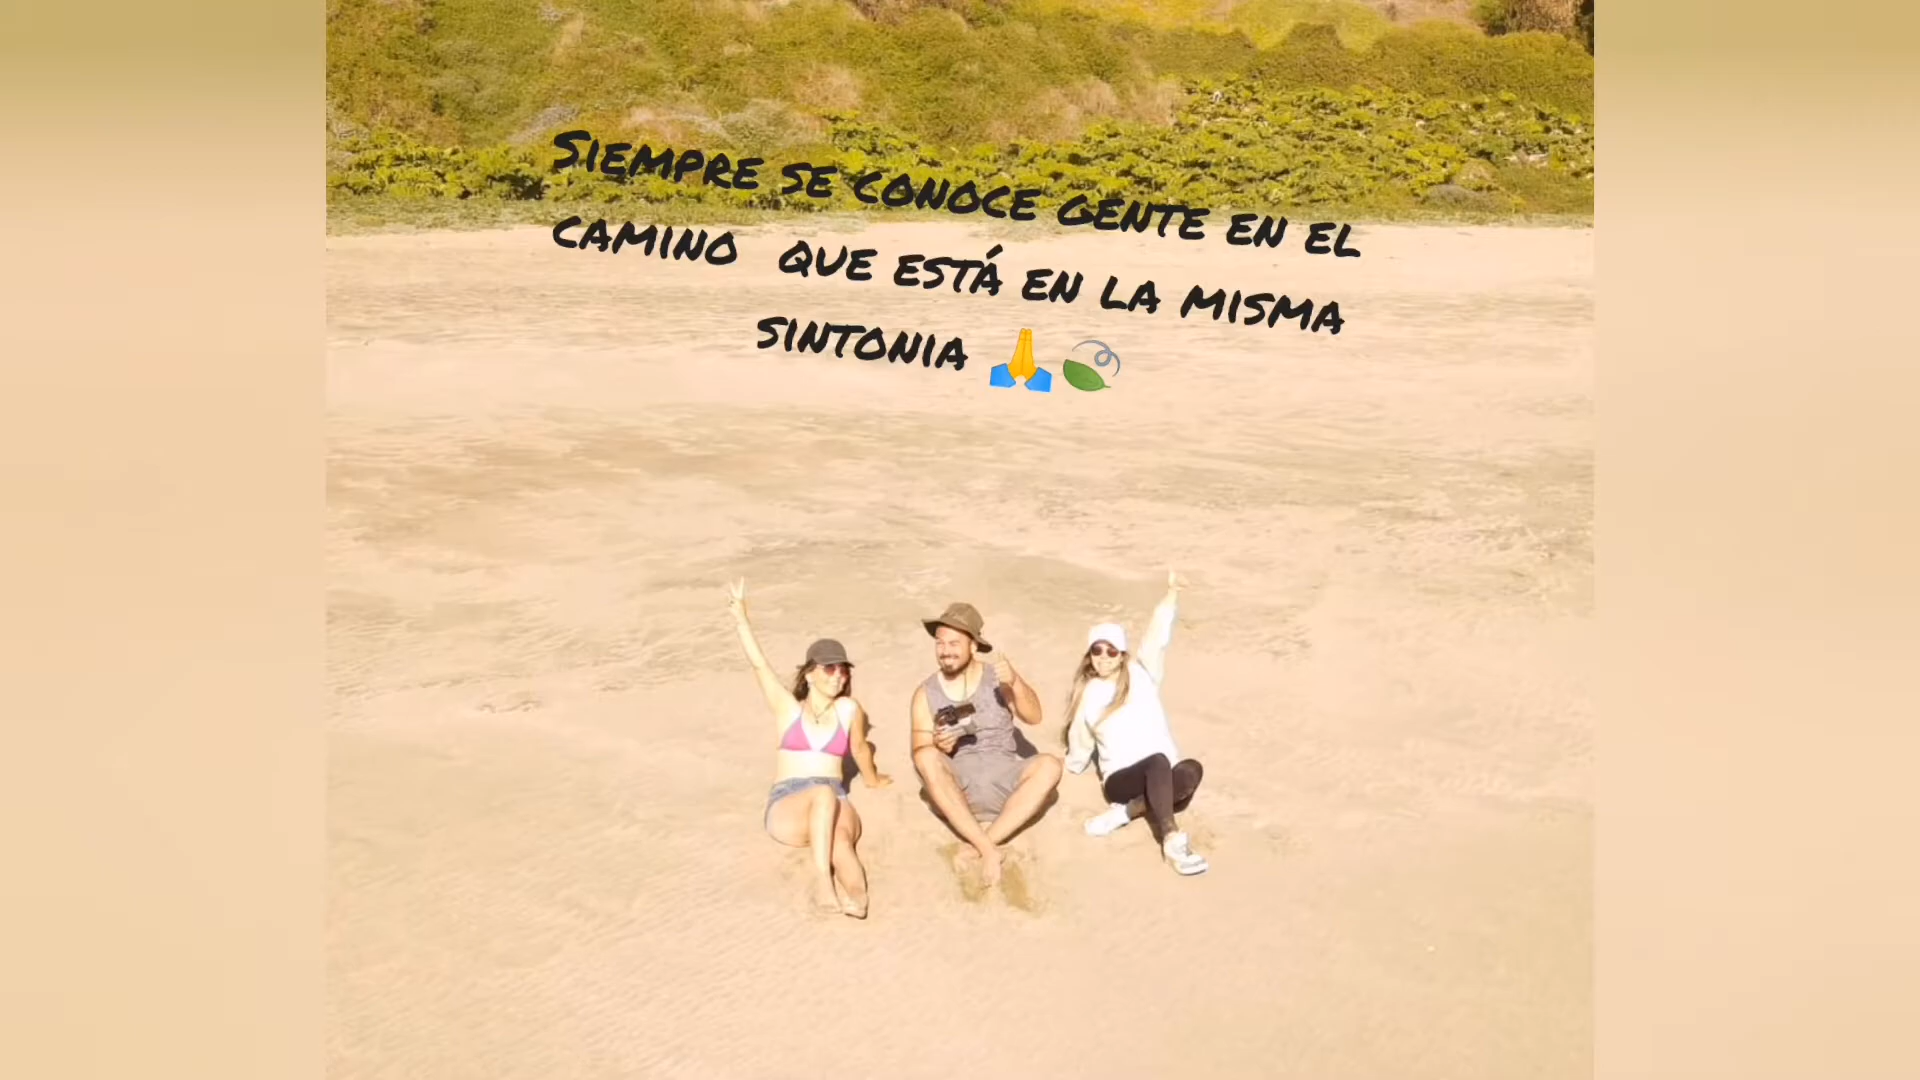 Siempre se conoce gente en el
camino que está en la misma
sintonia 🙏🍃